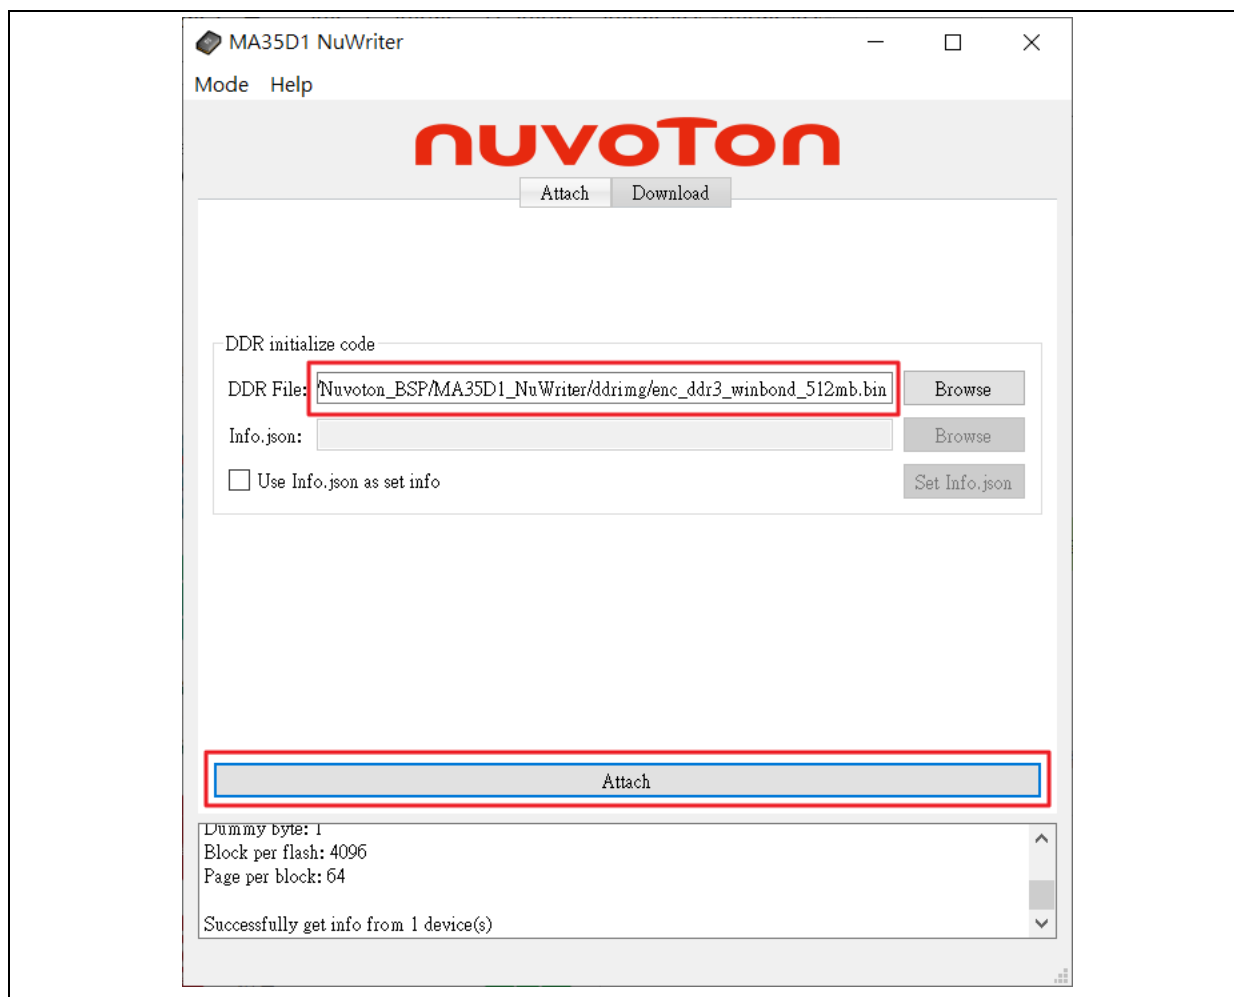 MA35D1 NuWriter
Mode Help
nuvoTon
Attach Download
DDR initialize code
DDR File: /Nuvoton_BSP/MA35D1_NuWriter/ddrimg/enc_ddr3_winbond_512mb.bin Browse
Info.json: Browse
Use Info.json as set info Set Info.json
Attach
Dummy byte: 1
Block per flash: 4096
Page per block: 64
Successfully get info from 1 device(s)